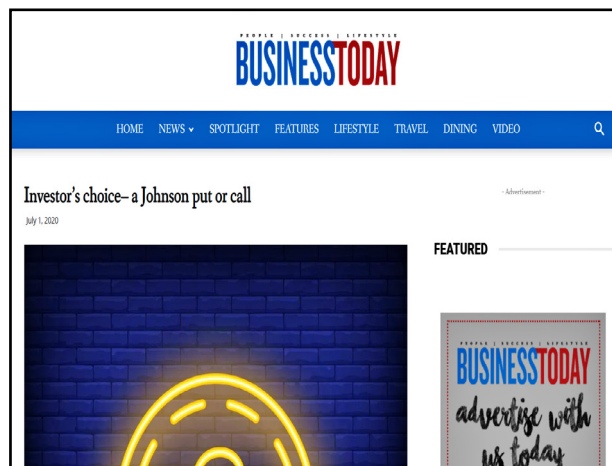 PEOPLE | SUCCESS | LIFESTYLE
BUSINESSTODAY
HOME NEWS SPOTLIGHT FEATURES LIFESTYLE TRAVEL DINING VIDEO
Investor's choice– a Johnson put or call
July 1, 2020
- Advertisement -
FEATURED
PEOPLE | SUCCESS | LIFESTYLE
BUSINESSTODAY
advertise with
us today